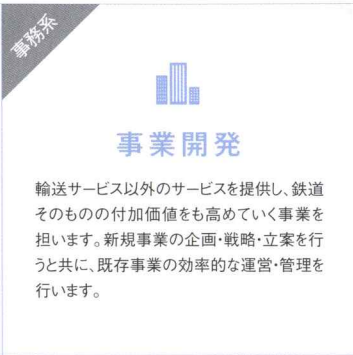 事務系
事業開発
輸送サービス以外のサービスを提供し、鉄道
そのものの付加価値をも高めていく事業を
担います。新規事業の企画・戦略・立案を行
うと共に、既存事業の効率的な運営・管理を
行います。